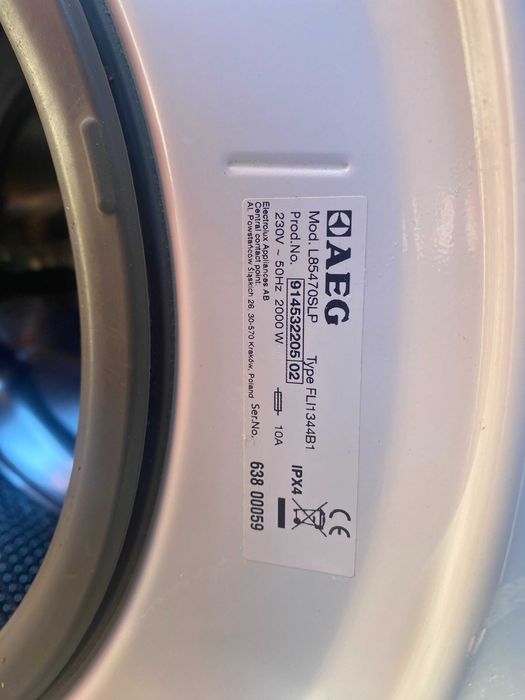 AEG
Mod. L85470SLP Type FLI1344B1
Prod.No. 914532205 02
230V ~ 50Hz 2000 W 10A IPX4
Electrolux Appliances AB
Central contact point:
Al. Powstańców Śląskich 26, 30-570 Kraków, Poland Ser.No. 638 00059
CE